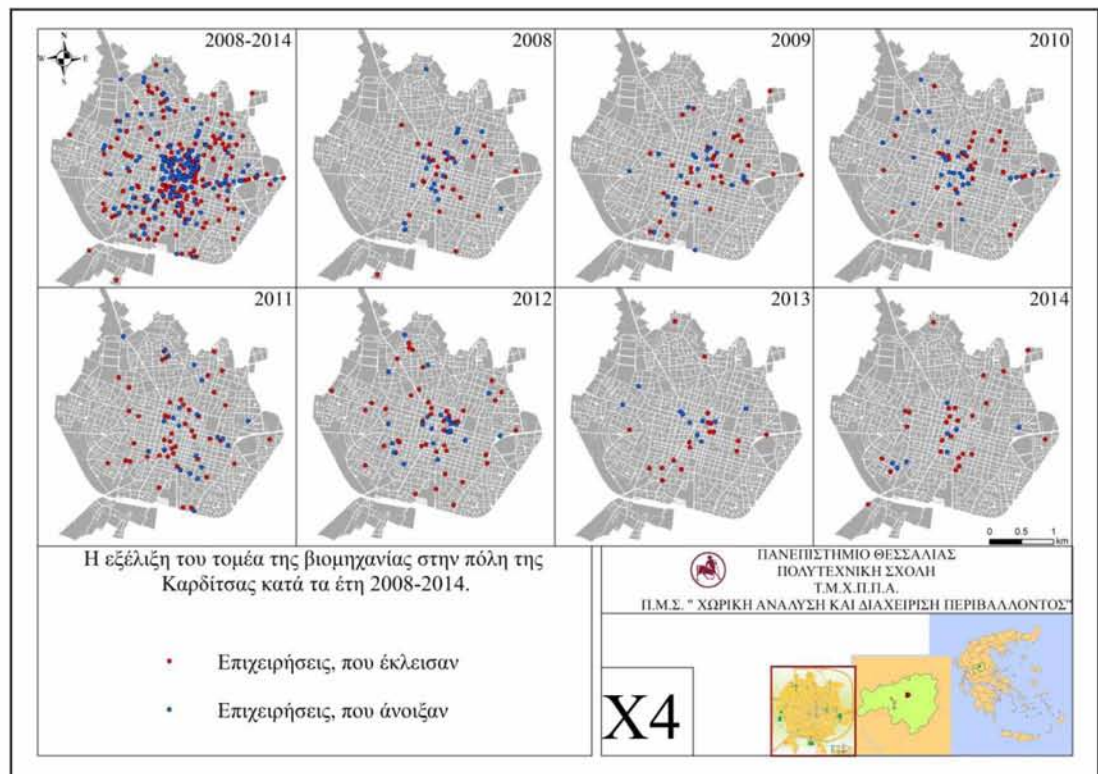 N
W E
S
2008-2014
2008
2009
2010
2011
2012
2013
2014
0 0.5 1
km
Η εξέλιξη του τομέα της βιομηχανίας στην πόλη της
Καρδίτσας κατά τα έτη 2008-2014.
Επιχειρήσεις, που έκλεισαν
Επιχειρήσεις, που άνοιξαν
ΠΑΝΕΠΙΣΤΗΜΙΟ ΘΕΣΣΑΛΙΑΣ
ΠΟΛΥΤΕΧΝΙΚΗ ΣΧΟΛΗ
Τ.Μ.Χ.Π.Π.Α.
Π.Μ.Σ. " ΧΩΡΙΚΗ ΑΝΑΛΥΣΗ ΚΑΙ ΔΙΑΧΕΙΡΙΣΗ ΠΕΡΙΒΑΛΛΟΝΤΟΣ"
Χ4